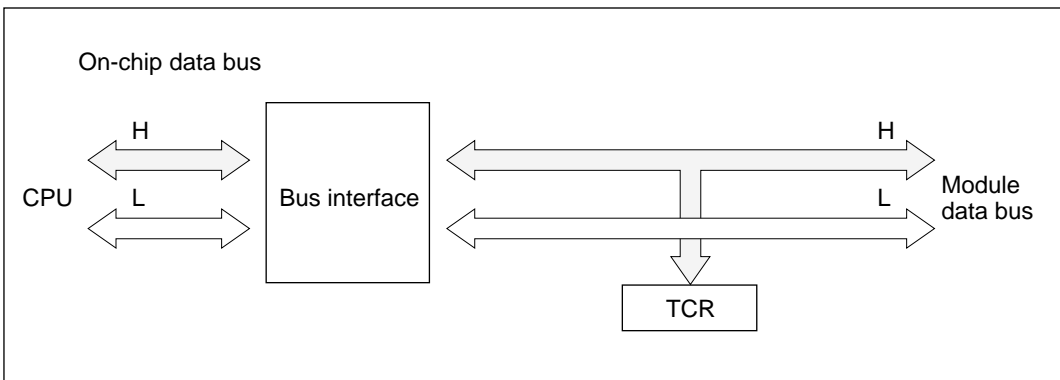 On-chip data bus
H
H
CPU
L
Bus interface
L
Module
data bus
TCR